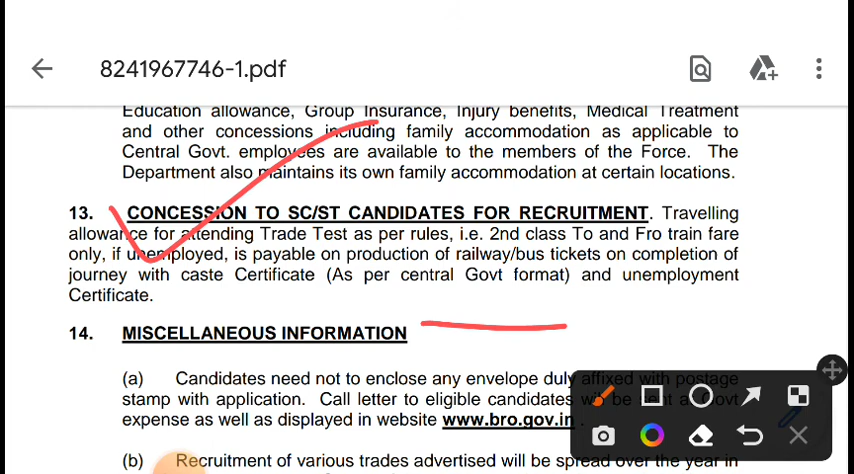 8241967746-1.pdf
Education allowance, Group Insurance, Injury benefits, Medical Treatment
and other concessions including family accommodation as applicable to
Central Govt. employees are available to the members of the Force. The
Department also maintains its own family accommodation at certain locations.
13. CONCESSION TO SC/ST CANDIDATES FOR RECRUITMENT. Travelling
allowance for attending Trade Test as per rules, i.e. 2nd class To and Fro train fare
only, if unemployed, is payable on production of railway/bus tickets on completion of
journey with caste Certificate (As per central Govt format) and unemployment
Certificate.
14. MISCELLANEOUS INFORMATION
(a) Candidates need not to enclose any envelope duly affixed with postage
stamp with application. Call letter to eligible candidates will be sent at Govt
expense as well as displayed in website www.bro.gov.in.
(b) Recruitment of various trades advertised will be spread over the year in